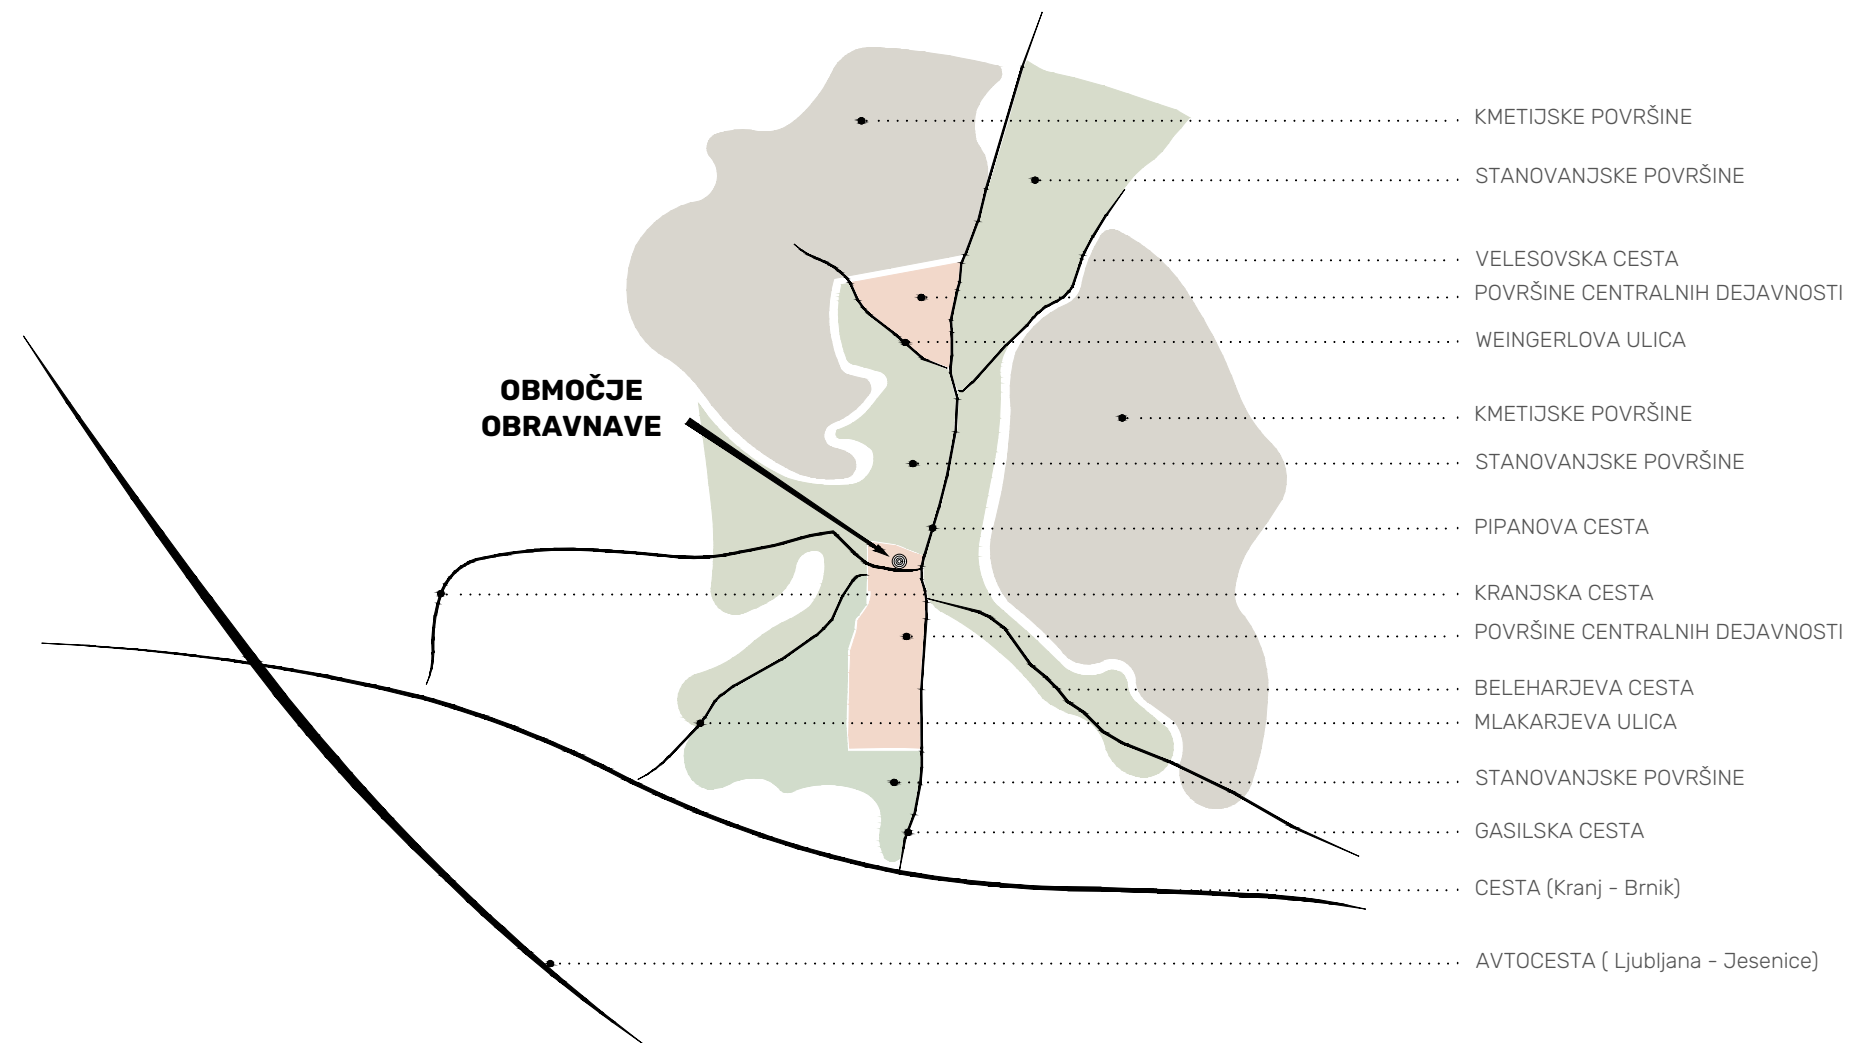 KMETIJSKE POVRŠINE
STANOVANJSKE POVRŠINE
VELESOVSKA CESTA
POVRŠINE CENTRALNIH DEJAVNOSTI
WEINGERLOVA ULICA
OBMOČJE
OBRAVNAVE
KMETIJSKE POVRŠINE
STANOVANJSKE POVRŠINE
PIPANOVA CESTA
KRANJSKA CESTA
POVRŠINE CENTRALNIH DEJAVNOSTI
BELEHARJEVA CESTA
MLAKARJEVA ULICA
STANOVANJSKE POVRŠINE
GASILSKA CESTA
CESTA (Kranj - Brnik)
AVTOCESTA ( Ljubljana - Jesenice)